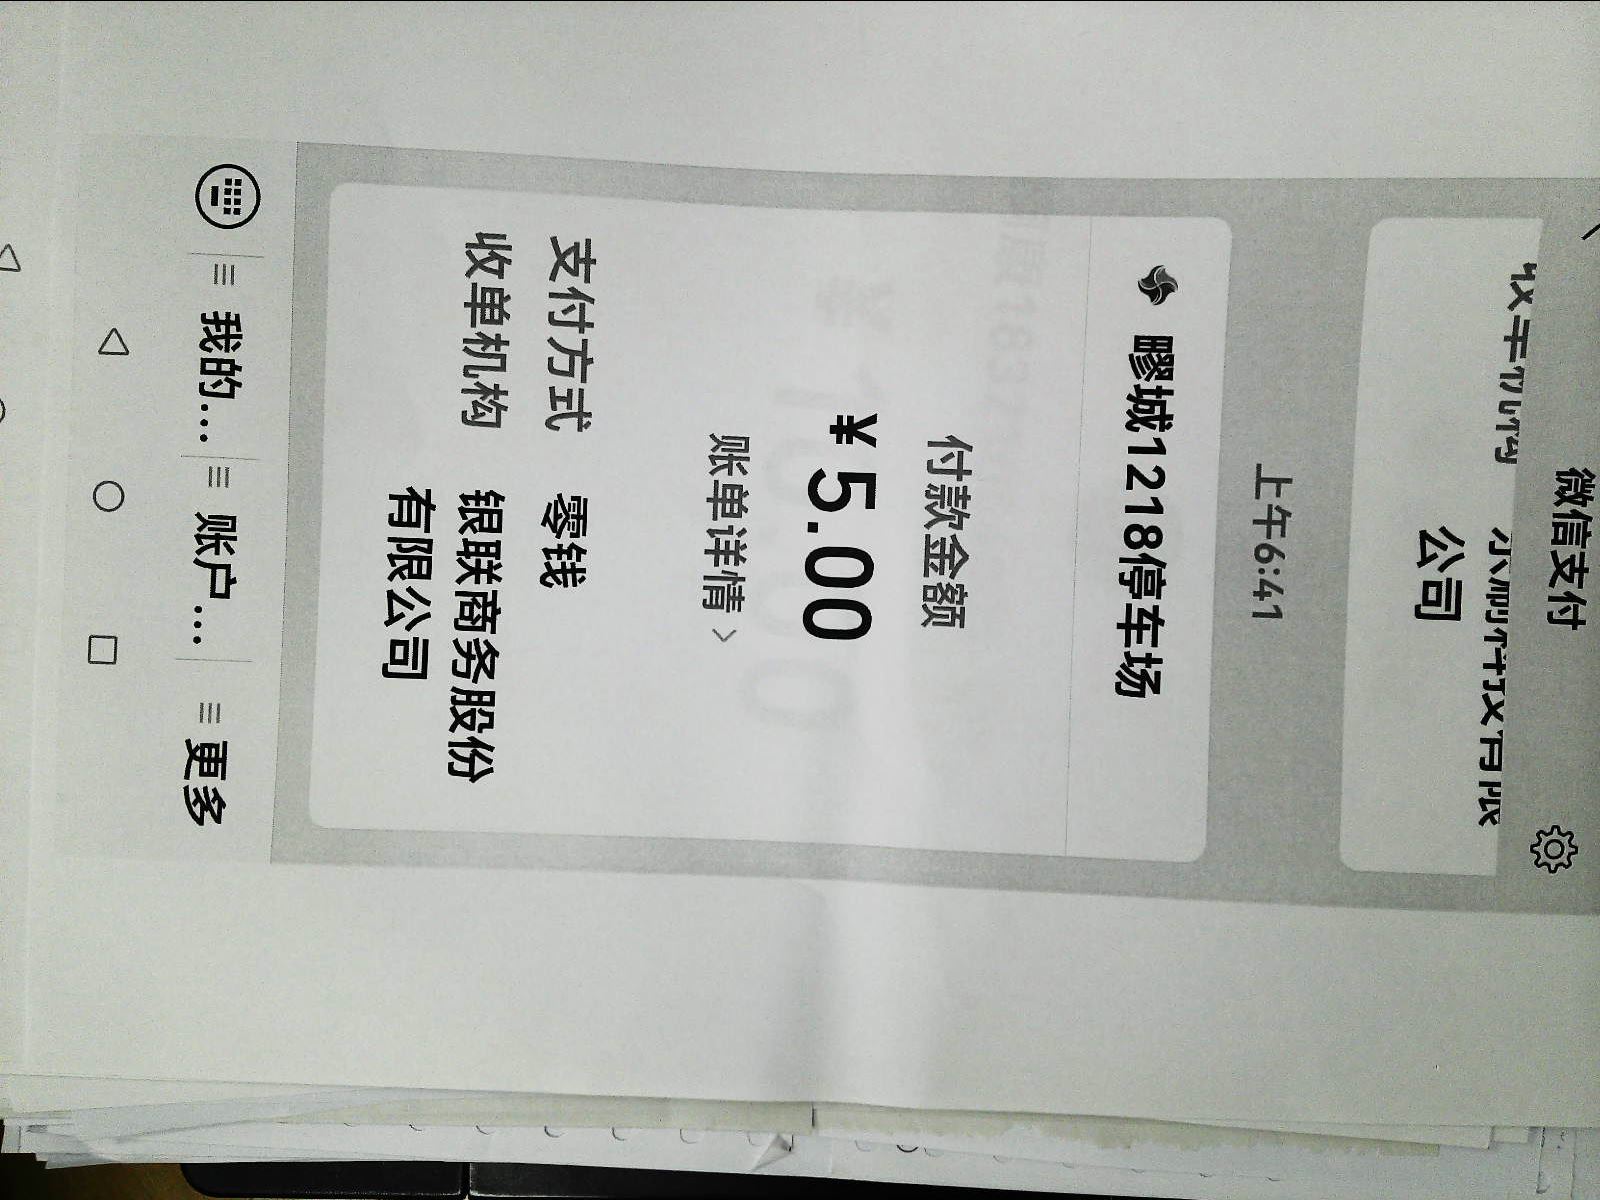 微信支付
公司
上午6:41
疁城1218停车场
付款金额
¥5.00
账单详情
支付方式 零钱
收单机构 银联商务股份
有限公司
我的... 账户... 更多